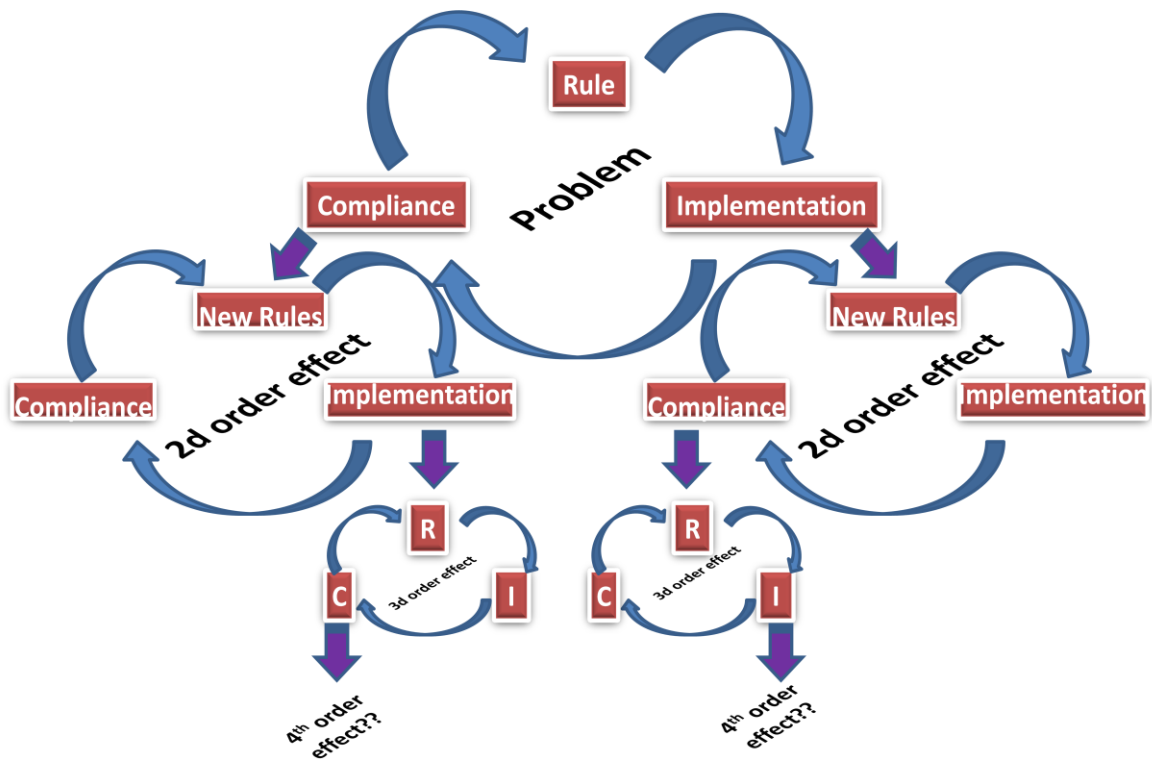 Rule
Problem
Compliance
Implementation
New Rules
New Rules
2d order effect
2d order effect
Compliance
Implementation
Compliance
Implementation
R
R
3d order effect
3d order effect
C
I
C
I
4th order
effect??
4th order
effect??